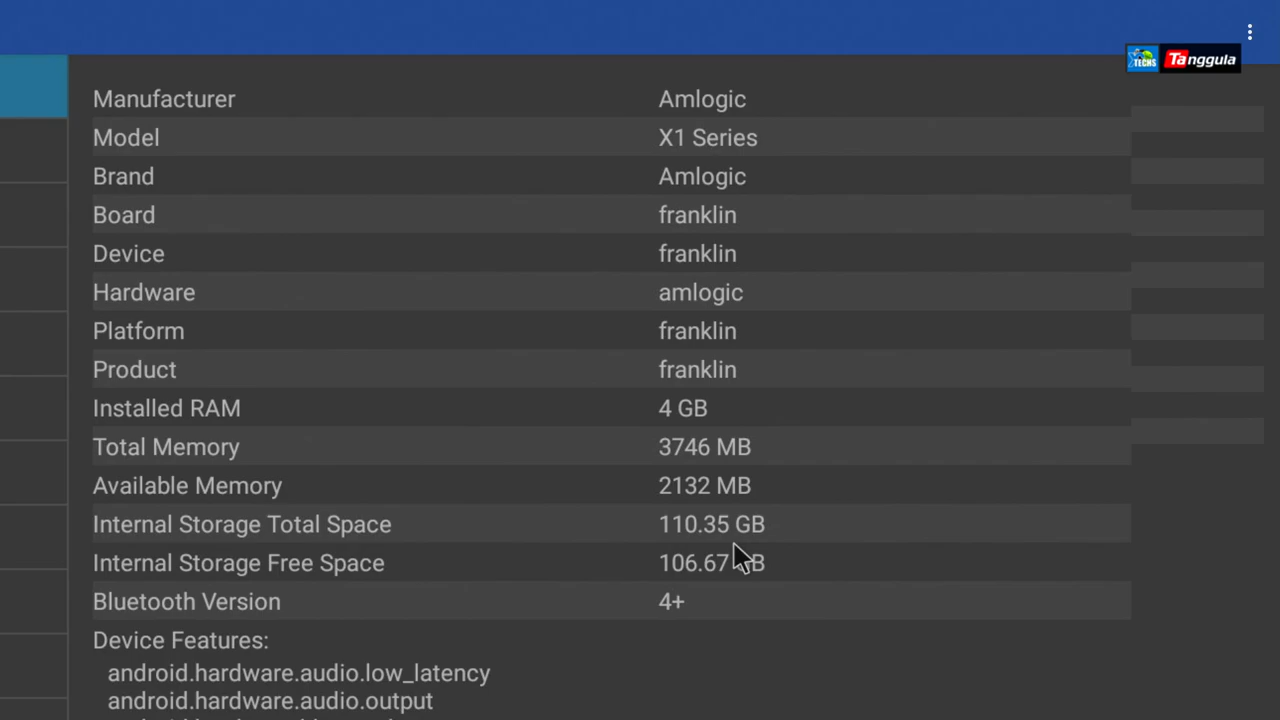 TECHS Tanggula
Manufacturer Amlogic
Model X1 Series
Brand Amlogic
Board franklin
Device franklin
Hardware amlogic
Platform franklin
Product franklin
Installed RAM 4 GB
Total Memory 3746 MB
Available Memory 2132 MB
Internal Storage Total Space 110.35 GB
Internal Storage Free Space 106.67
Bluetooth Version 4+
Device Features:
android.hardware.audio.low_latency
android.hardware.audio.output